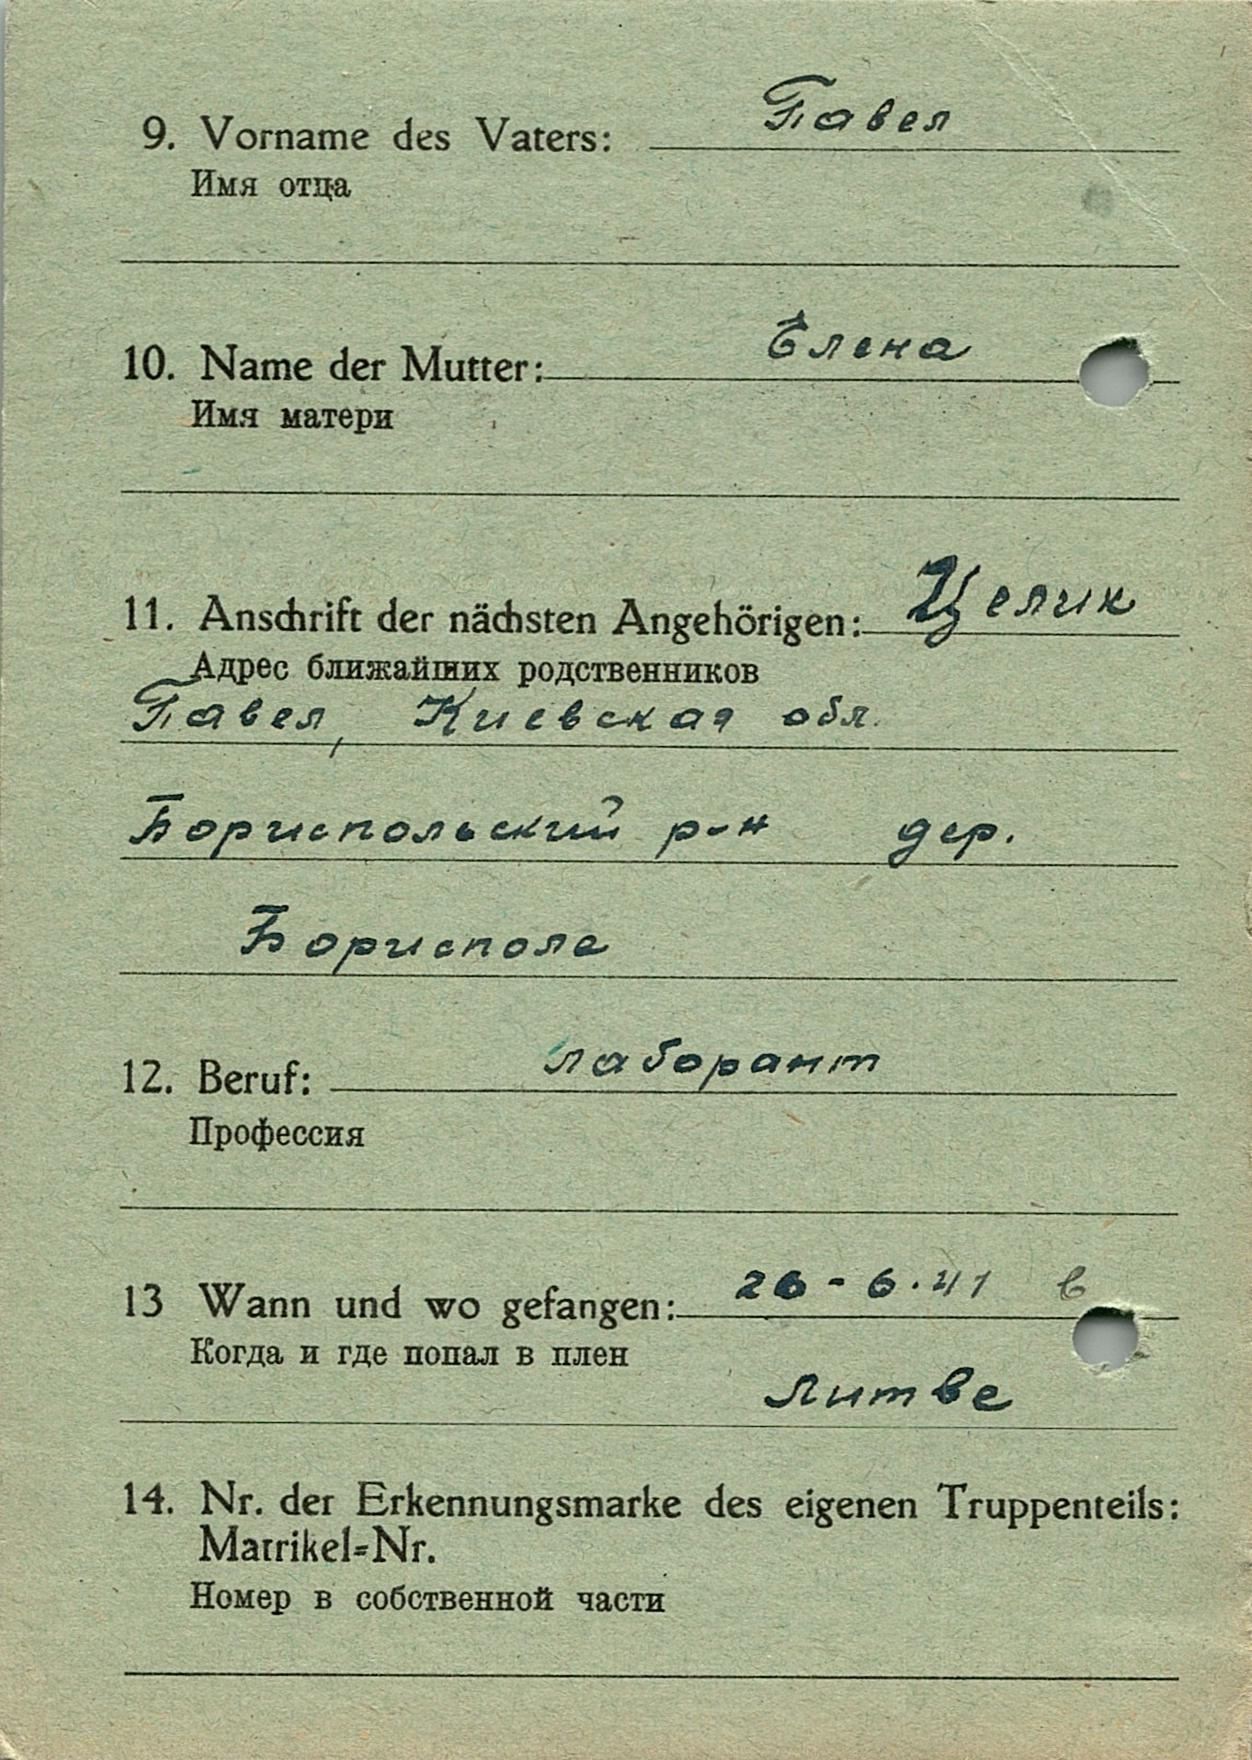 9. Vorname des Vaters: Павел
Имя отца
10. Name der Mutter: Елена
Имя матери
11. Anschrift der nächsten Angehörigen: Целик
Адрес ближайших родственников
Павел, Киевская обл.
Бориспольский р-н дер.
Борисполе
12. Beruf: лаборант
Профессия
13 Wann und wo gefangen: 26-6.41 в
Когда и где попал в плен
Литве
14. Nr. der Erkennungsmarke des eigenen Truppenteils:
Matrikel=Nr.
Номер в собственной части